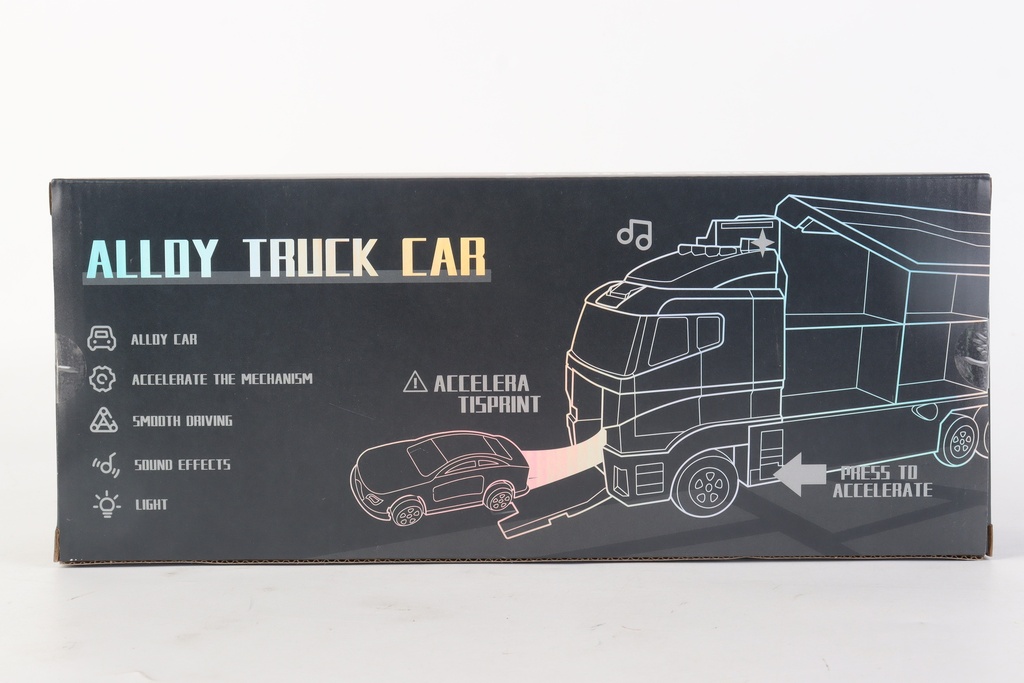 ALLOY TRUCK CAR
ALLOY CAR
ACCELERATE THE MECHANISM
SMOOTH DRIVING
SOUND EFFECTS
LIGHT
ACCELERA
TISPRINT
PRESS TO
ACCELERATE